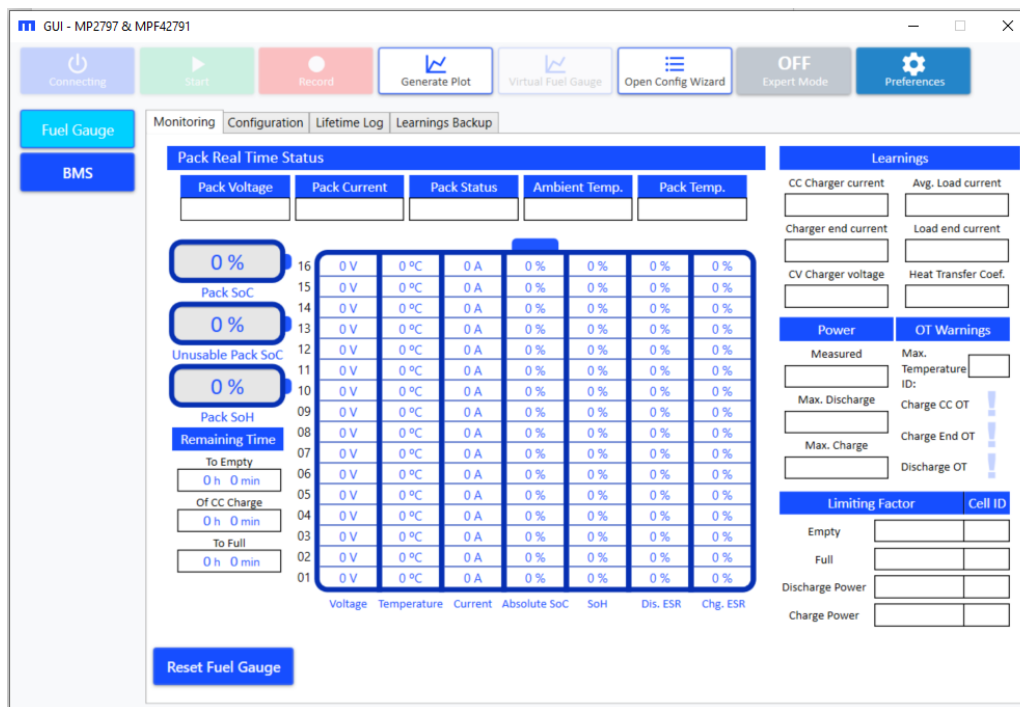 GUI - MP2797 & MPF42791
Connecting
Start
Record
Generate Plot
Virtual Fuel Gauge
Open Config Wizard
OFF
Expert Mode
Preferences
Fuel Gauge
BMS
Monitoring Configuration Lifetime Log Learnings Backup
Pack Real Time Status
Pack Voltage Pack Current Pack Status Ambient Temp. Pack Temp.
0 %
Pack SoC
0 %
Unusable Pack SoC
0 %
Pack SoH
Remaining Time
To Empty
0 h 0 min
Of CC Charge
0 h 0 min
To Full
0 h 0 min
16 0 V 0 ºC 0 A 0 % 0 % 0 % 0 %
15 0 V 0 ºC 0 A 0 % 0 % 0 % 0 %
14 0 V 0 ºC 0 A 0 % 0 % 0 % 0 %
13 0 V 0 ºC 0 A 0 % 0 % 0 % 0 %
12 0 V 0 ºC 0 A 0 % 0 % 0 % 0 %
11 0 V 0 ºC 0 A 0 % 0 % 0 % 0 %
10 0 V 0 ºC 0 A 0 % 0 % 0 % 0 %
09 0 V 0 ºC 0 A 0 % 0 % 0 % 0 %
08 0 V 0 ºC 0 A 0 % 0 % 0 % 0 %
07 0 V 0 ºC 0 A 0 % 0 % 0 % 0 %
06 0 V 0 ºC 0 A 0 % 0 % 0 % 0 %
05 0 V 0 ºC 0 A 0 % 0 % 0 % 0 %
04 0 V 0 ºC 0 A 0 % 0 % 0 % 0 %
03 0 V 0 ºC 0 A 0 % 0 % 0 % 0 %
02 0 V 0 ºC 0 A 0 % 0 % 0 % 0 %
01 0 V 0 ºC 0 A 0 % 0 % 0 % 0 %
Voltage Temperature Current Absolute SoC SoH Dis. ESR Chg. ESR
Learnings
CC Charger current Avg. Load current
Charger end current Load end current
CV Charger voltage Heat Transfer Coef.
Power
Measured
Max. Discharge
Max. Charge
OT Warnings
Max.
Temperature
ID:
Charge CC OT
Charge End OT
Discharge OT
Limiting Factor Cell ID
Empty
Full
Discharge Power
Charge Power
Reset Fuel Gauge